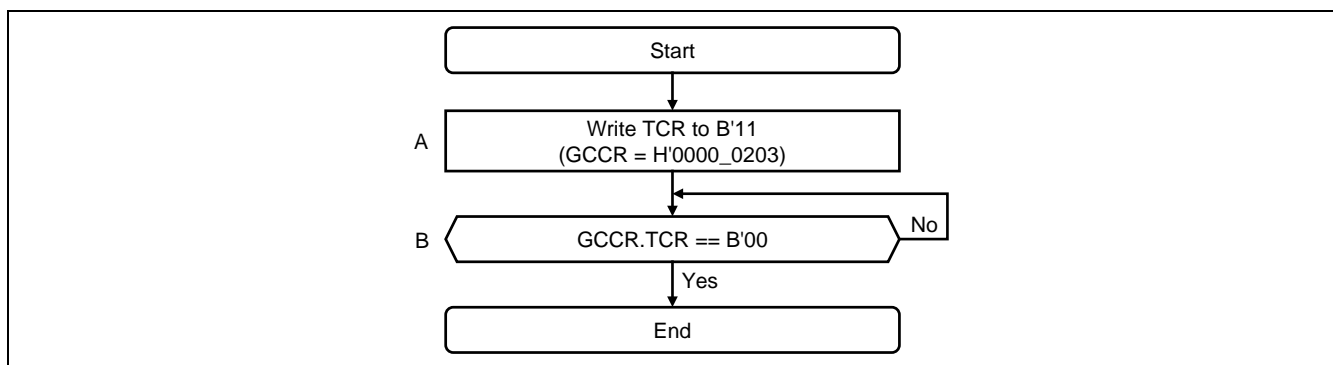 Start
A
Write TCR to B'11
(GCCR = H'0000_0203)
B
GCCR.TCR == B'00
No
Yes
End